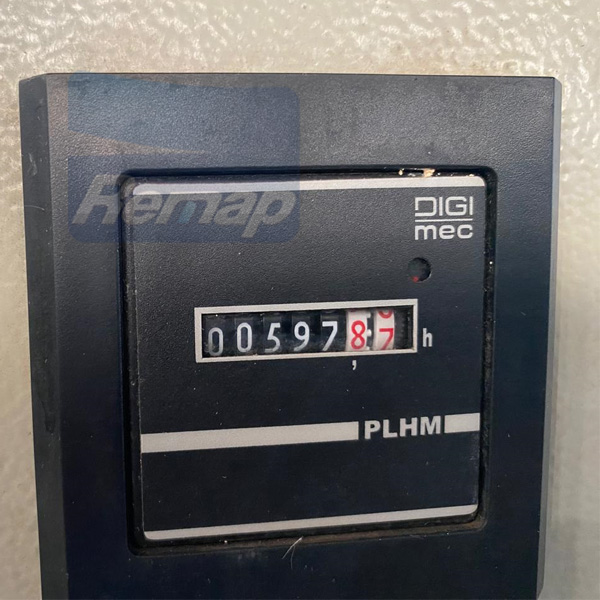 Remap
DIGI
mec
0059787 h
,
PLHM